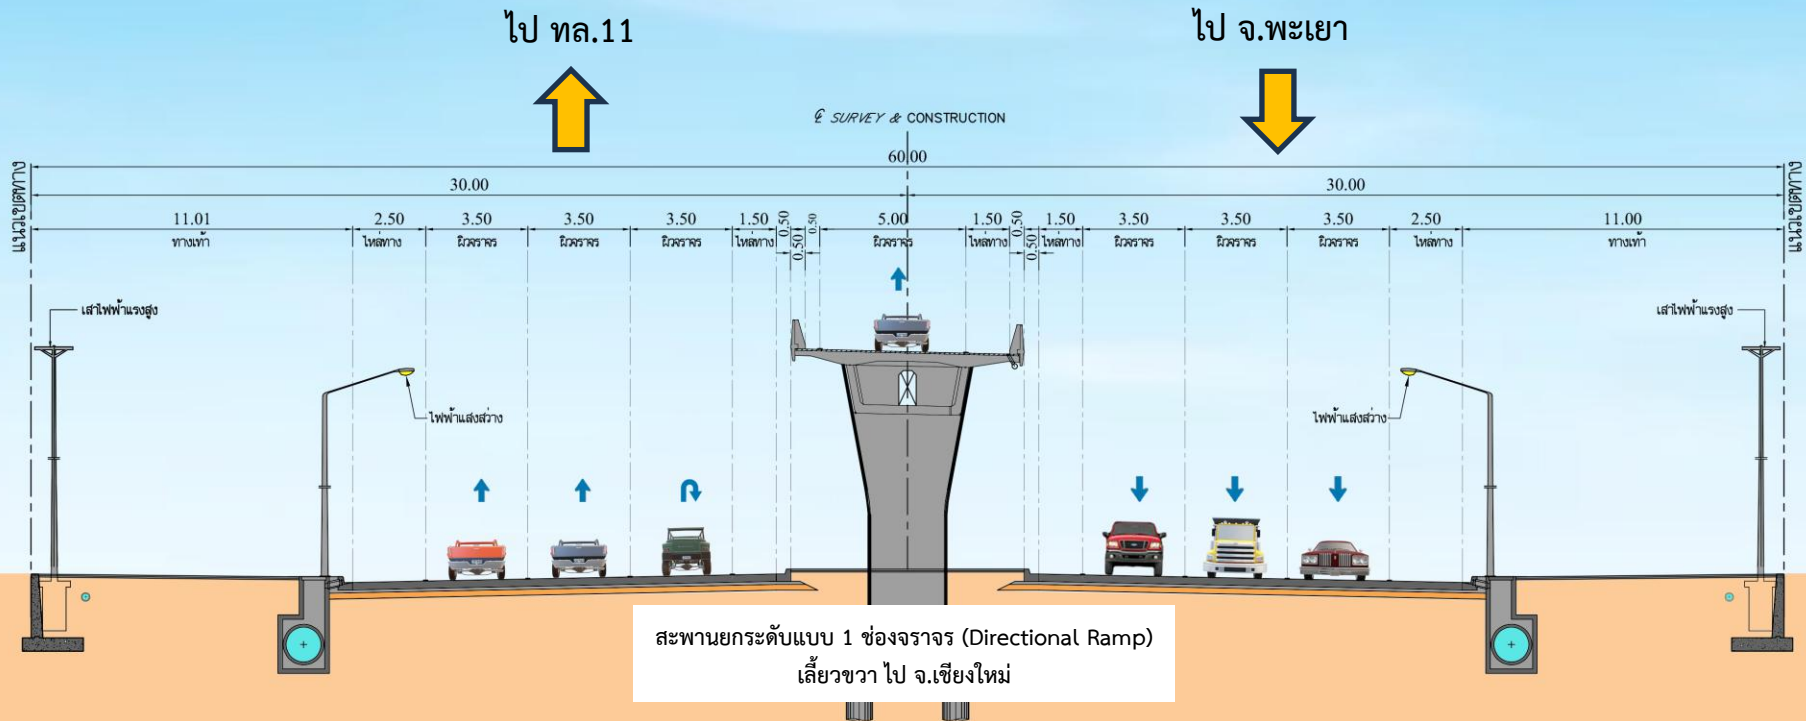 ไป ทล.11
ไป จ.พะเยา
℄ SURVEY & CONSTRUCTION
60.00
30.00 30.00
11.01 2.50 3.50 3.50 3.50 1.50 0.50 0.50 0.50 5.00 1.50 0.50 0.50 1.50 3.50 3.50 3.50 2.50 11.00
ทางเท้า ไหล่ทาง ผิวจราจร ผิวจราจร ผิวจราจร ไหล่ทาง ผิวจราจร ไหล่ทาง ไหล่ทาง ผิวจราจร ผิวจราจร ผิวจราจร ไหล่ทาง ทางเท้า
แนวเขตทาง
แนวเขตทาง
เสาไฟฟ้าแรงสูง
เสาไฟฟ้าแรงสูง
ไฟฟ้าแสงสว่าง
ไฟฟ้าแสงสว่าง
สะพานยกระดับแบบ 1 ช่องจราจร (Directional Ramp)
เลี้ยวขวา ไป จ.เชียงใหม่